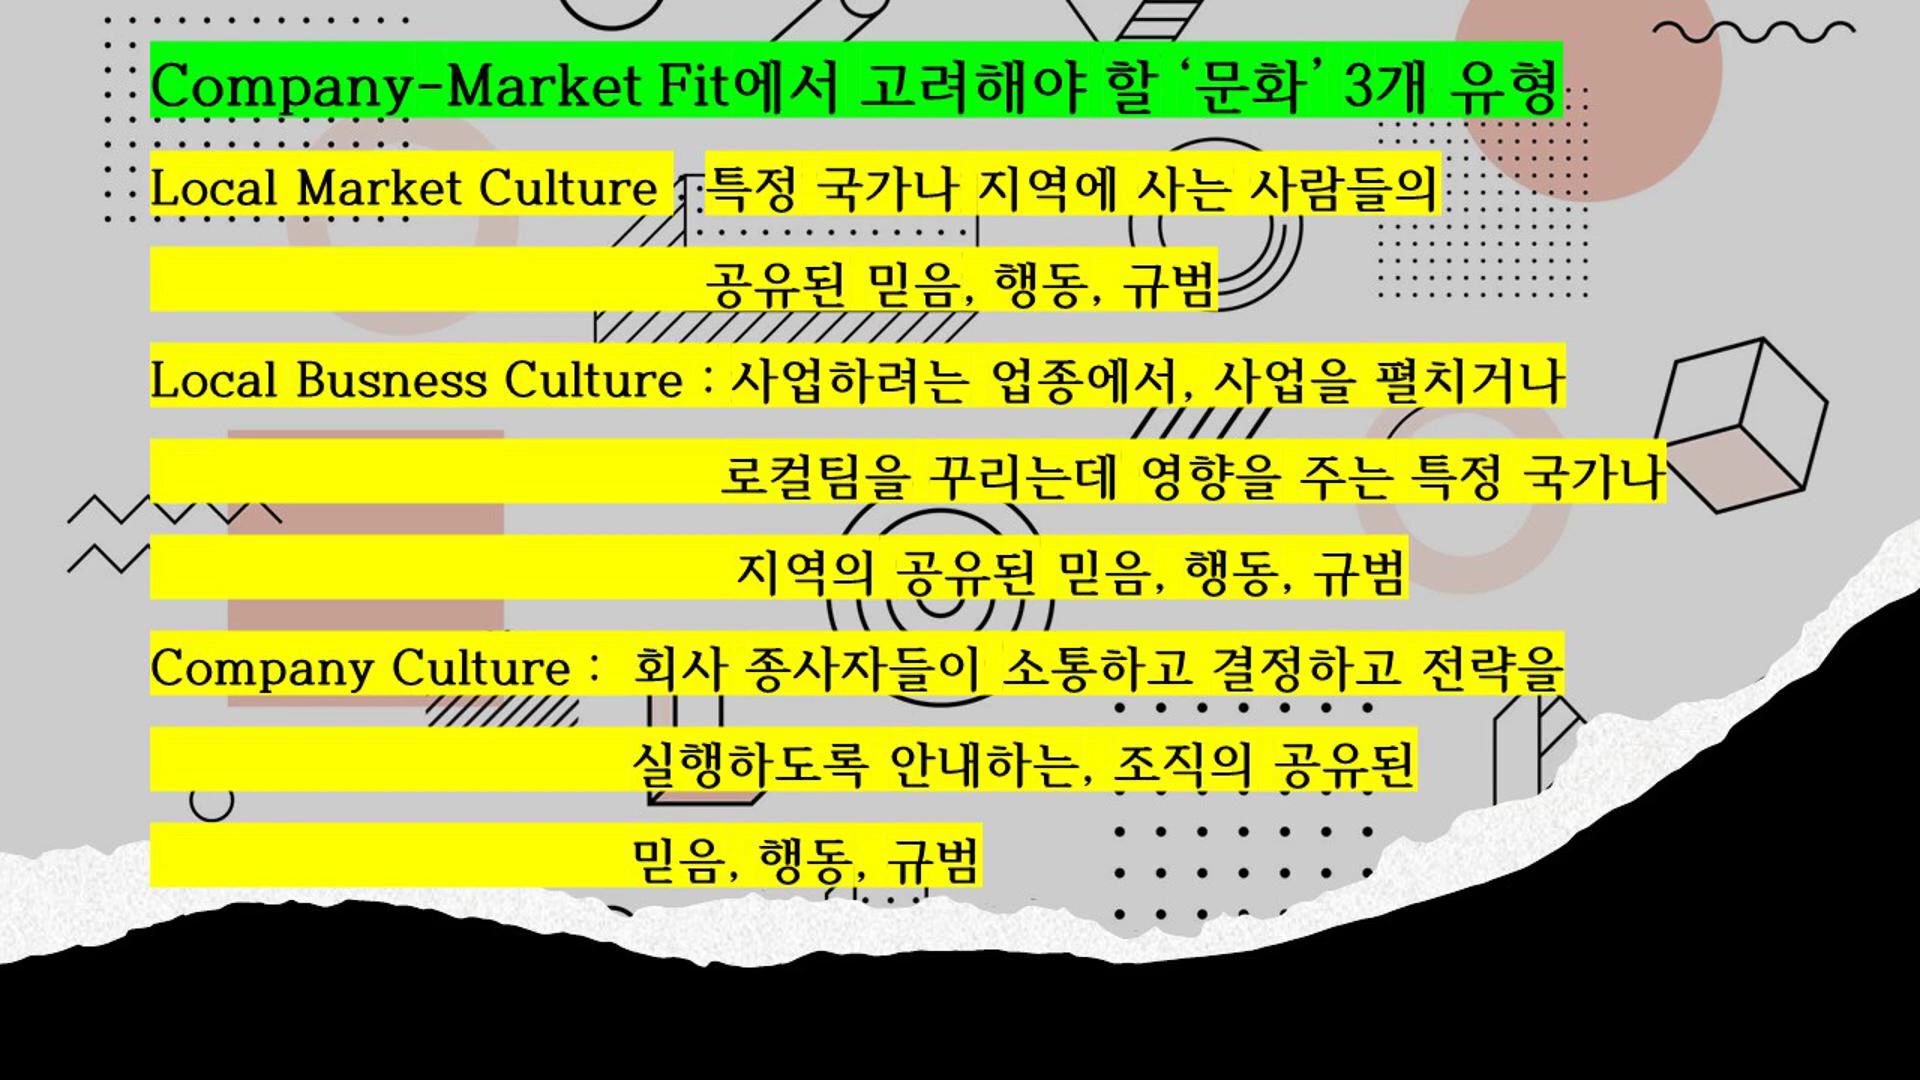 Company-Market Fit에서 고려해야 할 ‘문화’ 3개 유형
Local Market Culture : 특정 국가나 지역에 사는 사람들의
공유된 믿음, 행동, 규범
Local Busness Culture : 사업하려는 업종에서, 사업을 펼치거나
로컬팀을 꾸리는데 영향을 주는 특정 국가나
지역의 공유된 믿음, 행동, 규범
Company Culture : 회사 종사자들이 소통하고 결정하고 전략을
실행하도록 안내하는, 조직의 공유된
믿음, 행동, 규범